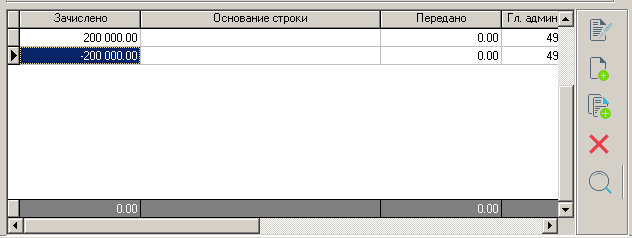 Зачислено Основание строки Передано Гл. админ
200 000.00 0.00 49
-200 000.00 0.00 49
0.00 0.00